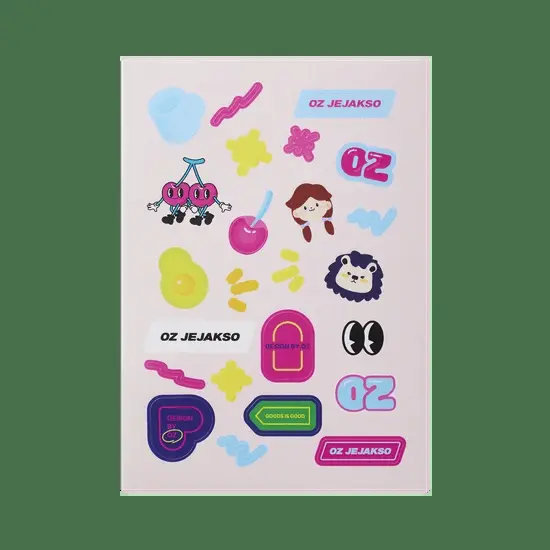 OZ JEJAKSO
OZ
OZ JEJAKSO
DESIGN BY OZ
OZ
DESIGN
BY
OZ
GOODS IS GOOD
OZ JEJAKSO